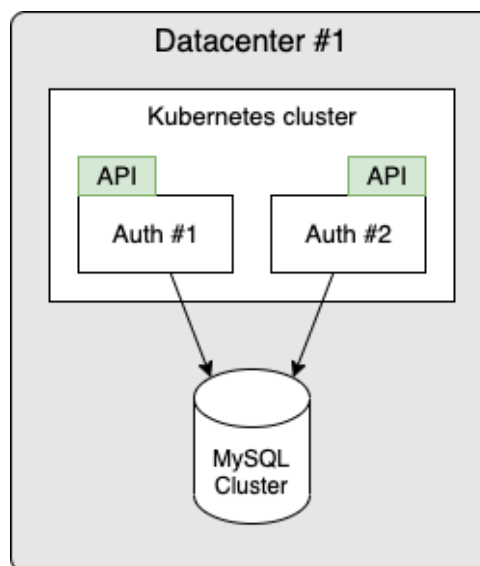 Datacenter #1
Kubernetes cluster
API
API
Auth #1
Auth #2
MySQL
Cluster